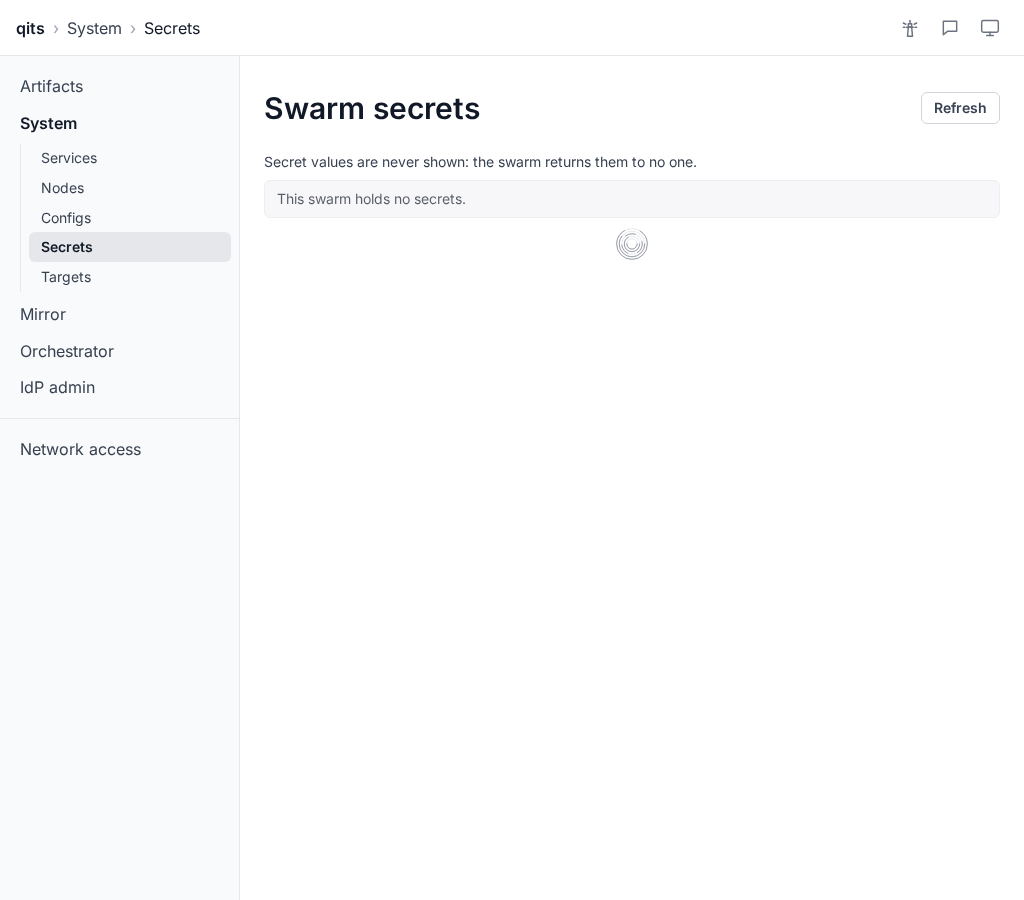 qits › System › Secrets
Artifacts
System
Services
Nodes
Configs
Secrets
Targets
Mirror
Orchestrator
IdP admin
Network access
Swarm secrets
Refresh
Secret values are never shown: the swarm returns them to no one.
This swarm holds no secrets.